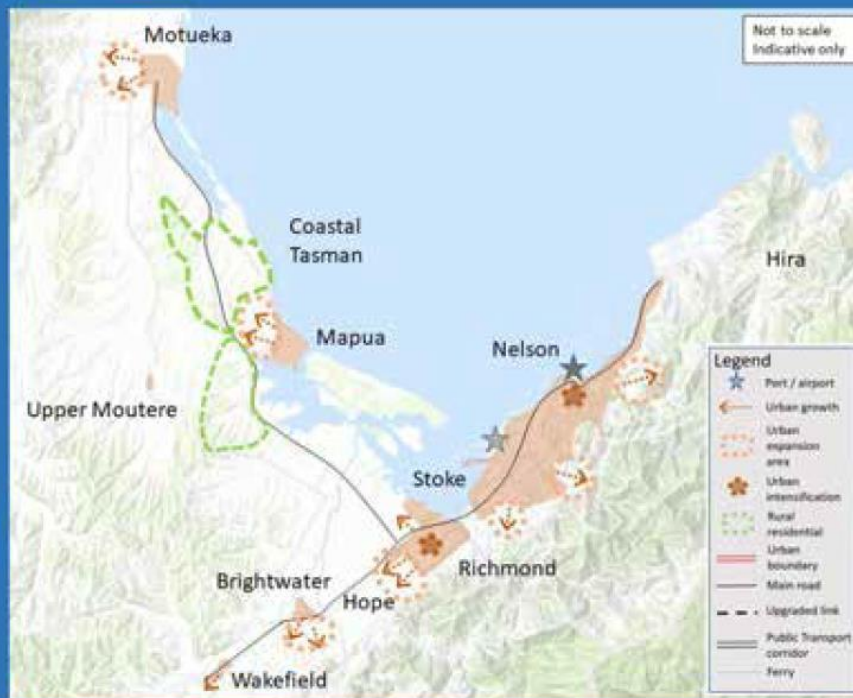 Motueka
Not to scale
Indicative only
Coastal
Tasman
Hira
Mapua
Nelson
Upper Moutere
Stoke
Richmond
Brightwater
Hope
Wakefield
Legend
Port / airport
Urban growth
Urban
expansion
area
Urban
intensification
Rural
residential
Urban
boundary
Main road
Upgraded link
Public Transport
corridor
Ferry